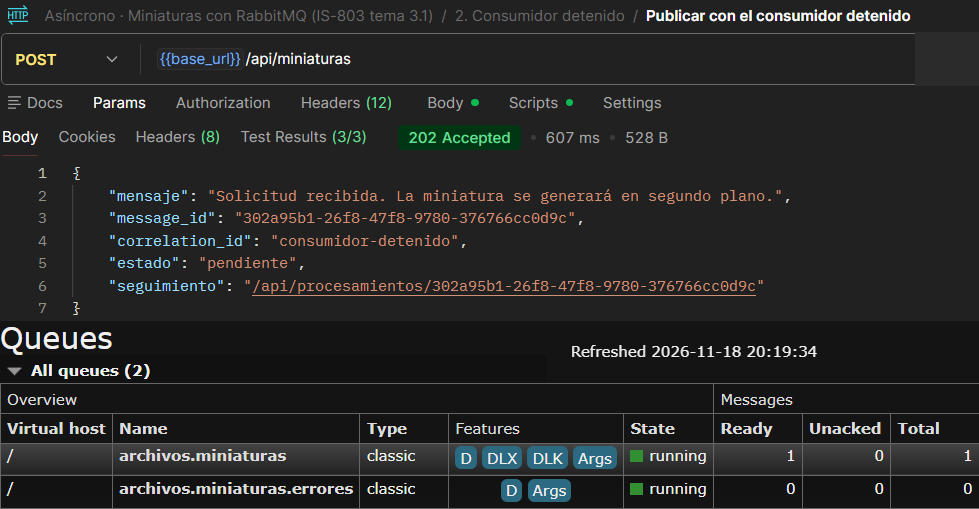 HTTP Asíncrono · Miniaturas con RabbitMQ (IS-803 tema 3.1) / 2. Consumidor detenido / Publicar con el consumidor detenido
POST {{base_url}} /api/miniaturas
Docs Params Authorization Headers (12) Body Scripts Settings
Body Cookies Headers (8) Test Results (3/3) 202 Accepted 607 ms 528 B
1 {
2 "mensaje": "Solicitud recibida. La miniatura se generará en segundo plano.",
3 "message_id": "302a95b1-26f8-47f8-9780-376766cc0d9c",
4 "correlation_id": "consumidor-detenido",
5 "estado": "pendiente",
6 "seguimiento": "/api/procesamientos/302a95b1-26f8-47f8-9780-376766cc0d9c"
7 }
Queues
Refreshed 2026-11-18 20:19:34
All queues (2)
Overview Messages
Virtual host Name Type Features State Ready Unacked Total
/ archivos.miniaturas classic D DLX DLK Args running 1 0 1
/ archivos.miniaturas.errores classic D Args running 0 0 0